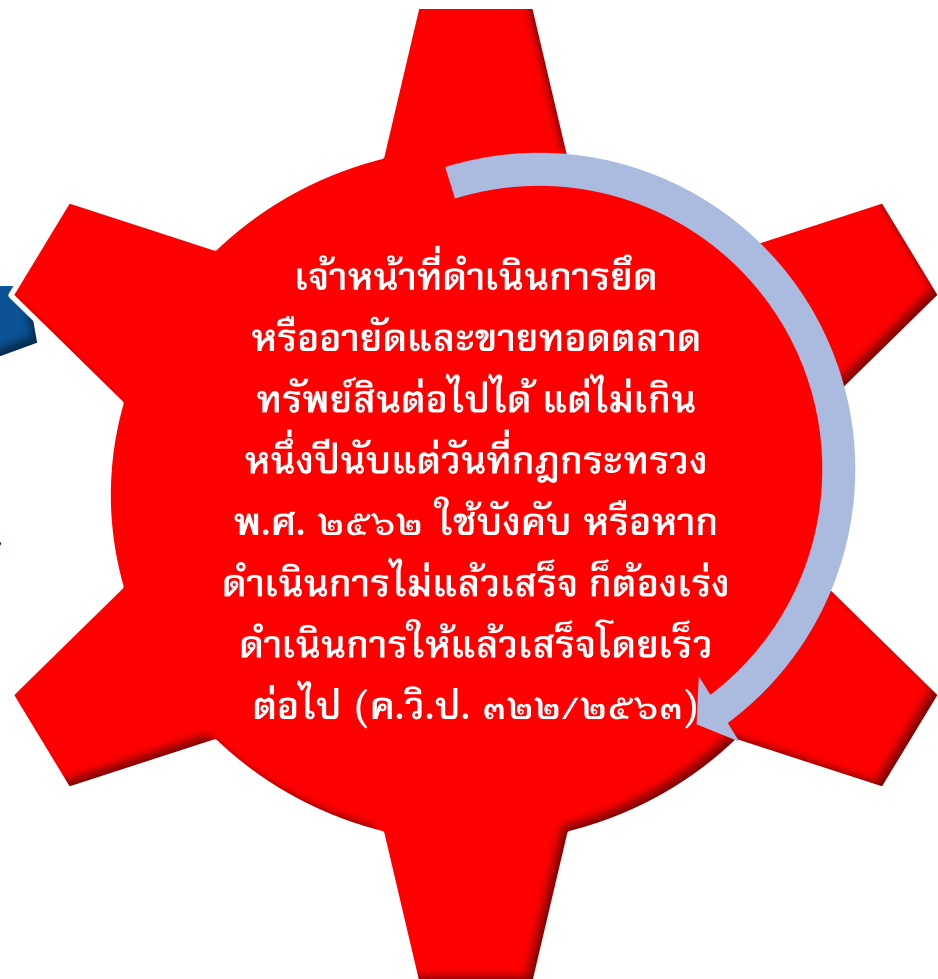 เจ้าหน้าที่ดำเนินการยึด
หรืออายัดและขายทอดตลาด
ทรัพย์สินต่อไปได้ แต่ไม่เกิน
หนึ่งปีนับแต่วันที่กฎกระทรวง
พ.ศ. ๒๕๖๒ ใช้บังคับ หรือหาก
ดำเนินการไม่แล้วเสร็จ ก็ต้องเร่ง
ดำเนินการให้แล้วเสร็จโดยเร็ว
ต่อไป (ค.วิ.ป. ๓๒๒/๒๕๖๓)